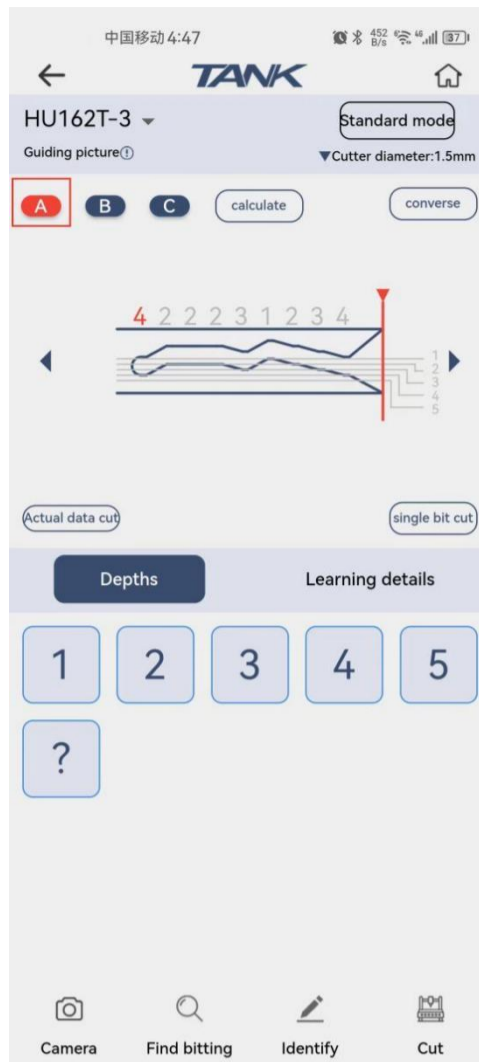 中国移动 4:47 452 B/s 46 37
TANK
HU162T-3 Standard mode
Guiding picture ▼Cutter diameter:1.5mm
A B C calculate converse
4 2 2 2 3 1 2 3 4
1
2
3
4
5
Actual data cut single bit cut
Depths Learning details
1 2 3 4 5
?
Camera Find bitting Identify Cut